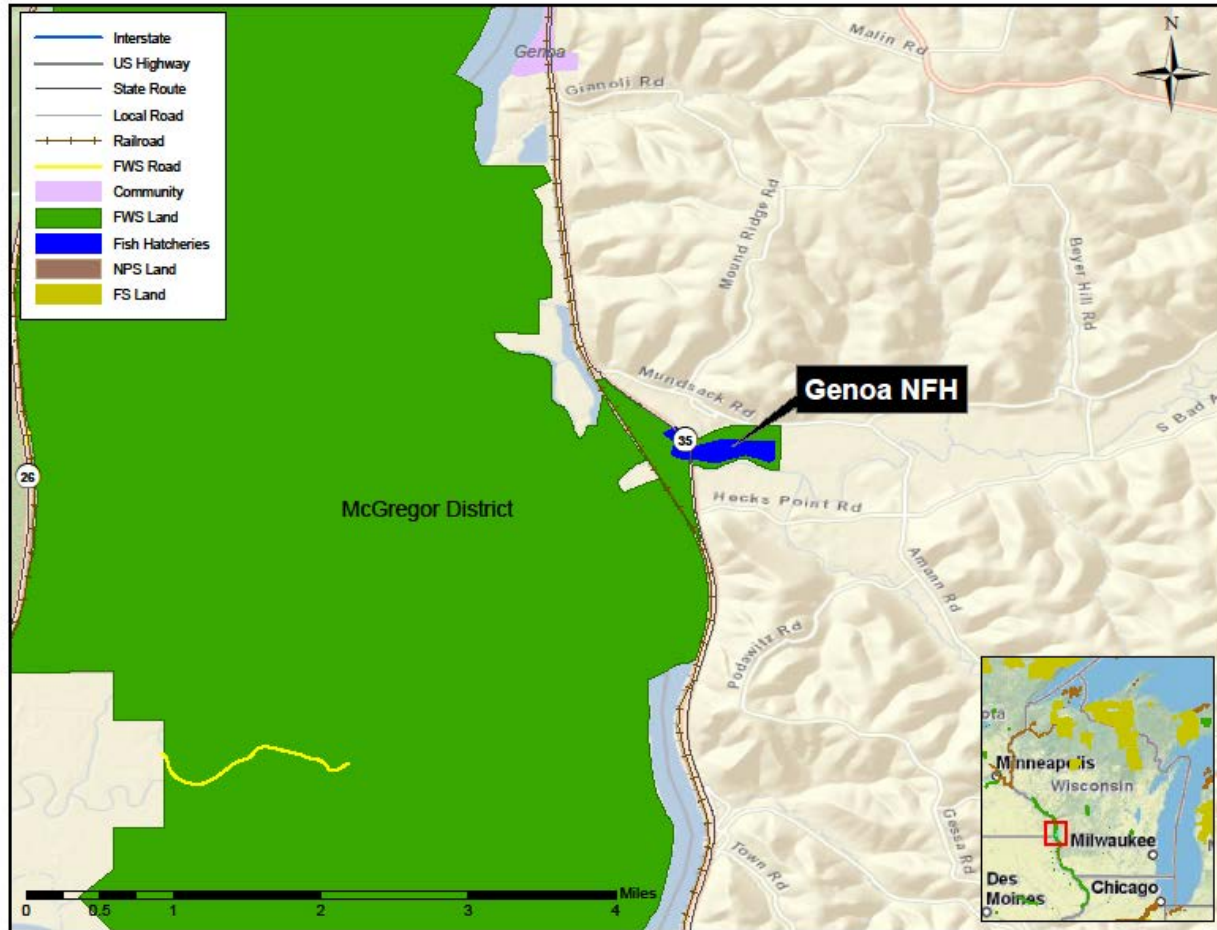 Interstate
US Highway
State Route
Local Road
Railroad
FWS Road
Community
FWS Land
Fish Hatcheries
NPS Land
FS Land
Genoa
Malin Rd
N
Gianoli Rd
Mound Ridge Rd
Beyer Hill Rd
Mundsack Rd
Genoa NFH
S Bad A
35
26
McGregor District
Hecks Point Rd
Amann Rd
Podawitz Rd
Gessa Rd
Town Rd
Miles
0 0.5 1 2 3 4
ota
Minneapolis
Wisconsin
Milwaukee
Des
Moines
Chicago